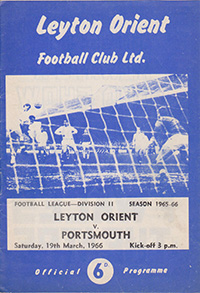 Leyton Orient
Football Club Ltd.
FOOTBALL LEAGUE—DIVISION II SEASON 1965-66
LEYTON ORIENT
v.
PORTSMOUTH
Saturday, 19th March, 1966 Kick-off 3 p.m.
Official 6D. Programme